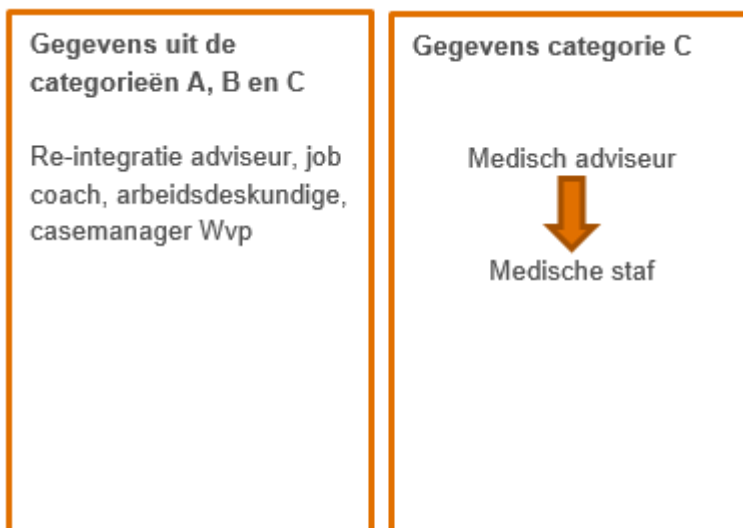 Gegevens uit de
categorieën A, B en C
Re-integratie adviseur, job
coach, arbeidsdeskundige,
casemanager Wvp
Gegevens categorie C
Medisch adviseur
Medische staf